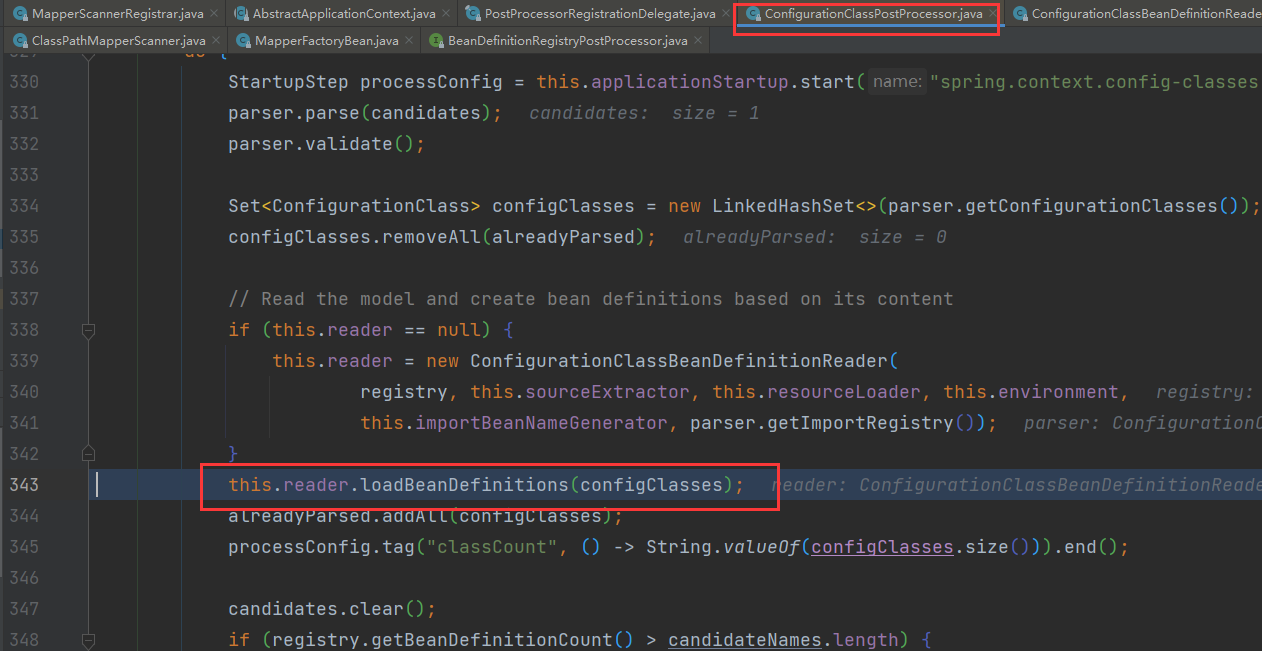 MapperScannerRegistrar.java AbstractApplicationContext.java PostProcessorRegistrationDelegate.java ConfigurationClassPostProcessor.java ConfigurationClassBeanDefinitionReade
ClassPathMapperScanner.java MapperFactoryBean.java BeanDefinitionRegistryPostProcessor.java
330 StartupStep processConfig = this.applicationStartup.start( name: "spring.context.config-classes
331 parser.parse(candidates); candidates: size = 1
332 parser.validate();
333
334 Set<ConfigurationClass> configClasses = new LinkedHashSet<>(parser.getConfigurationClasses());
335 configClasses.removeAll(alreadyParsed); alreadyParsed: size = 0
336
337 // Read the model and create bean definitions based on its content
338 if (this.reader == null) {
339 this.reader = new ConfigurationClassBeanDefinitionReader(
340 registry, this.sourceExtractor, this.resourceLoader, this.environment, registry:
341 this.importBeanNameGenerator, parser.getImportRegistry()); parser: ConfigurationC
342 }
343 this.reader.loadBeanDefinitions(configClasses); reader: ConfigurationClassBeanDefinitionReade
344 alreadyParsed.addAll(configClasses);
345 processConfig.tag("classCount", () -> String.valueOf(configClasses.size())).end();
346
347 candidates.clear();
348 if (registry.getBeanDefinitionCount() > candidateNames.length) {